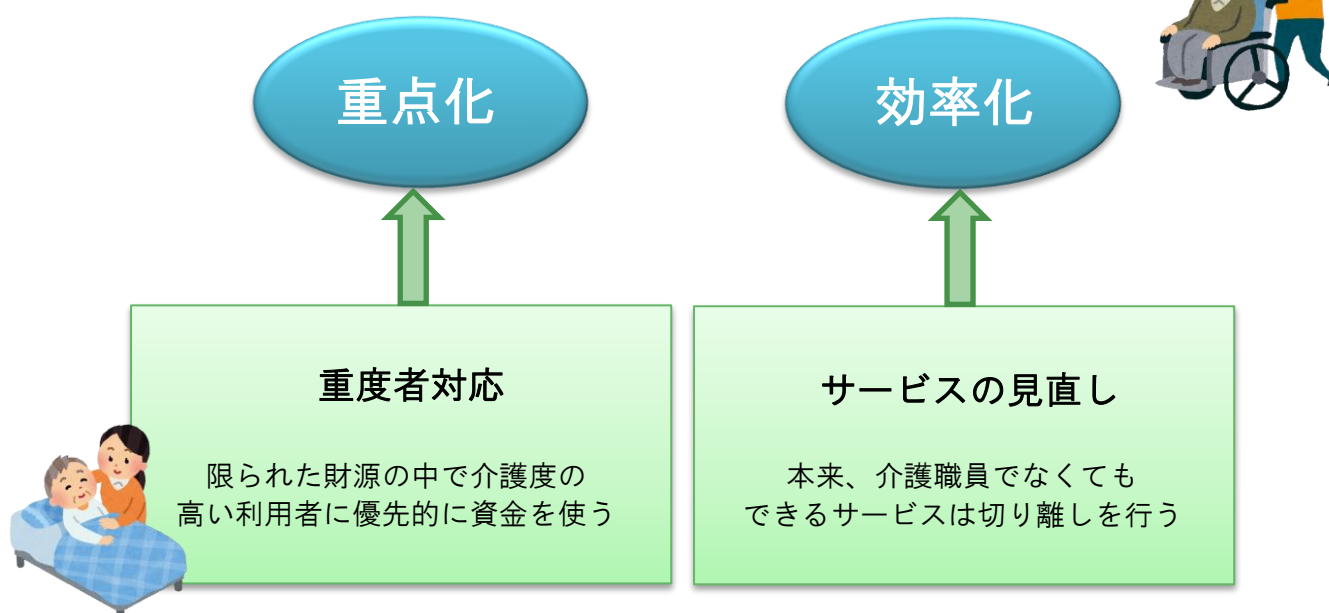 重点化
効率化
重度者対応
限られた財源の中で介護度の
高い利用者に優先的に資金を使う
サービスの見直し
本来、介護職員でなくても
できるサービスは切り離しを行う